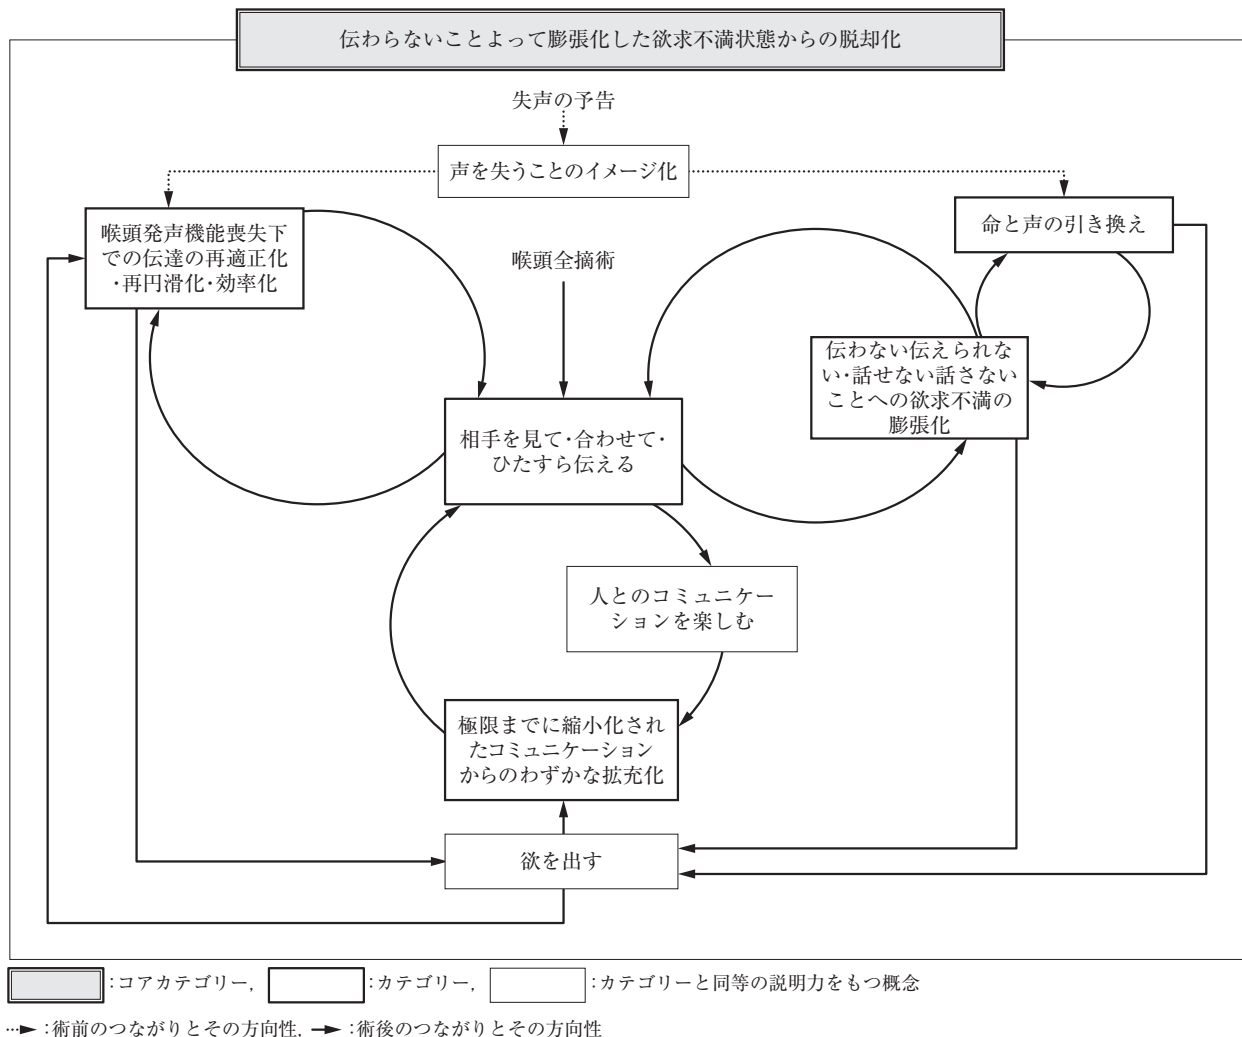 伝わらないことよって膨張化した欲求不満状態からの脱却化
失声の予告
声を失うことのイメージ化
喉頭発声機能喪失下
での伝達の再適正化
・再円滑化・効率化
命と声の引き換え
喉頭全摘術
伝わない伝えられな
い・話せない話さない
ことへの欲求不満の
膨張化
相手を見て・合わせて・
ひたすら伝える
人とのコミュニケー
ションを楽しむ
極限までに縮小化され
たコミュニケーション
からのわずかな拡充化
欲を出す
:コアカテゴリー, :カテゴリー, :カテゴリーと同等の説明力をもつ概念
:術前のつながりとその方向性, :術後のつながりとその方向性